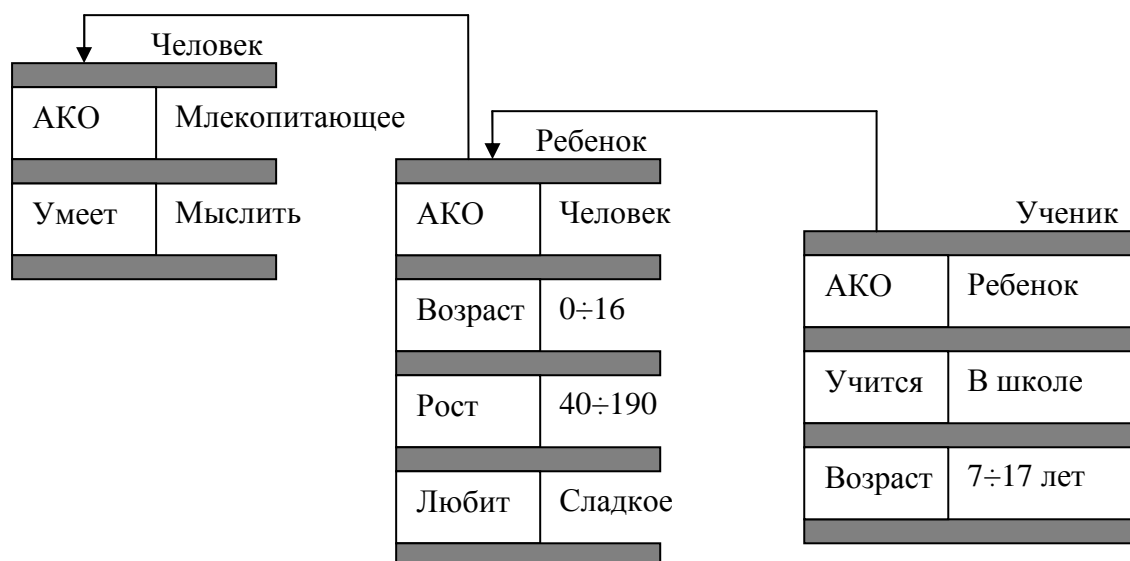 Человек
АКО Млекопитающее
Умеет Мыслить
Ребенок
АКО Человек
Возраст 0÷16
Рост 40÷190
Любит Сладкое
Ученик
АКО Ребенок
Учится В школе
Возраст 7÷17 лет